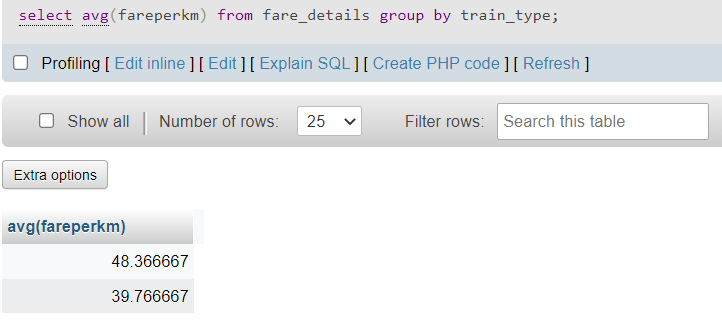 select avg(fareperkm) from fare_details group by train_type;
Profiling [ Edit inline ] [ Edit ] [ Explain SQL ] [ Create PHP code ] [ Refresh ]
Show all | Number of rows: 25 Filter rows: Search this table
Extra options
avg(fareperkm)
48.366667
39.766667